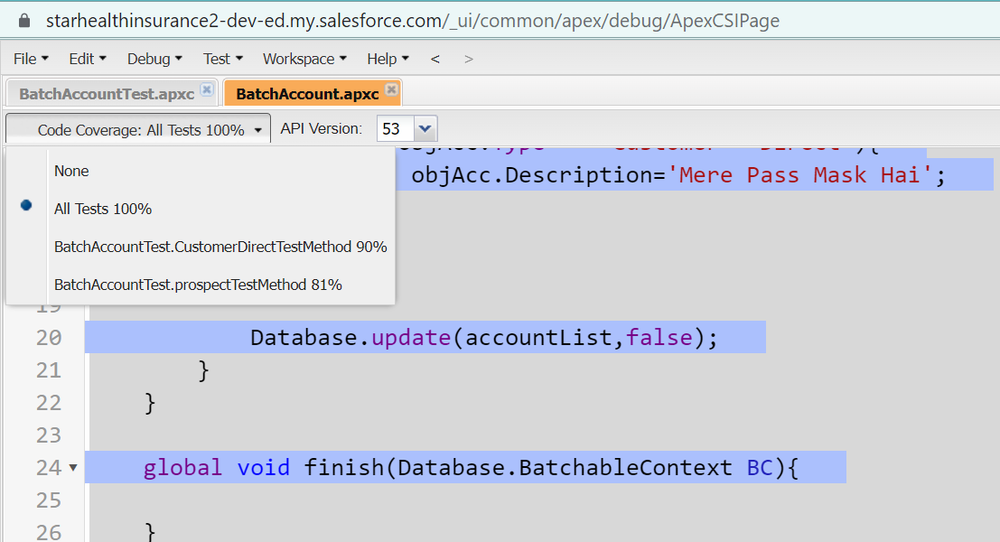 starhealthinsurance2-dev-ed.my.salesforce.com/_ui/common/apex/debug/ApexCSIPage
File Edit Debug Test Workspace Help < >
BatchAccountTest.apxc BatchAccount.apxc
Code Coverage: All Tests 100% API Version: 53
None
objAcc.Description='Mere Pass Mask Hai';
All Tests 100%
BatchAccountTest.CustomerDirectTestMethod 90%
BatchAccountTest.prospectTestMethod 81%
19
20 Database.update(accountList,false);
21 }
22 }
23
24 global void finish(Database.BatchableContext BC){
25
26 }